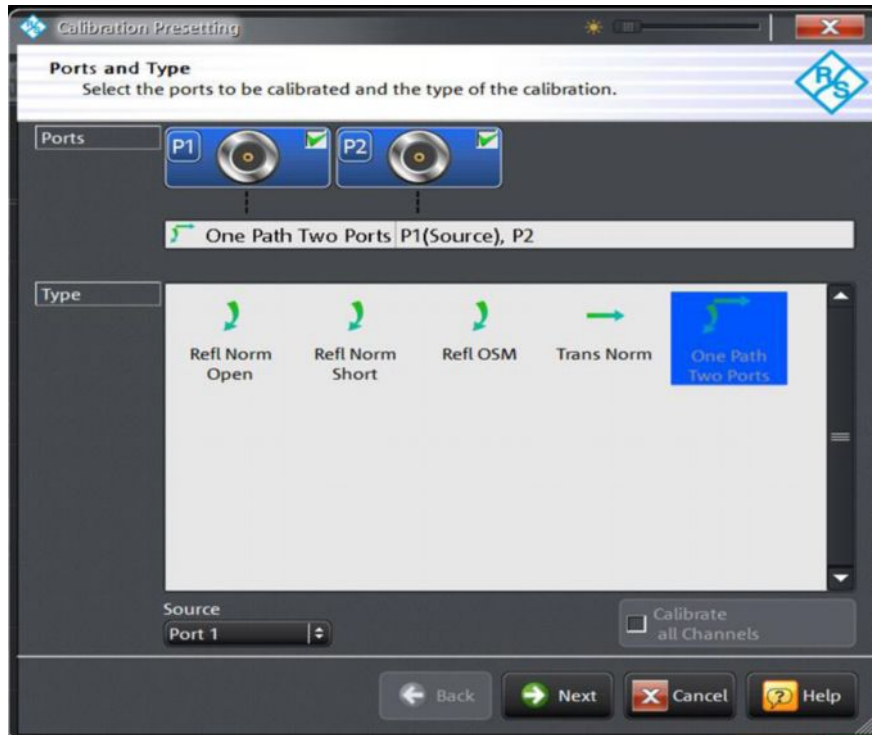 Calibration Presetting
Ports and Type
Select the ports to be calibrated and the type of the calibration.
R&S
Ports
P1
P2
One Path Two Ports P1(Source), P2
Type
Refl Norm Open
Refl Norm Short
Refl OSM
Trans Norm
One Path Two Ports
Source
Port 1
Calibrate all Channels
Back
Next
Cancel
Help